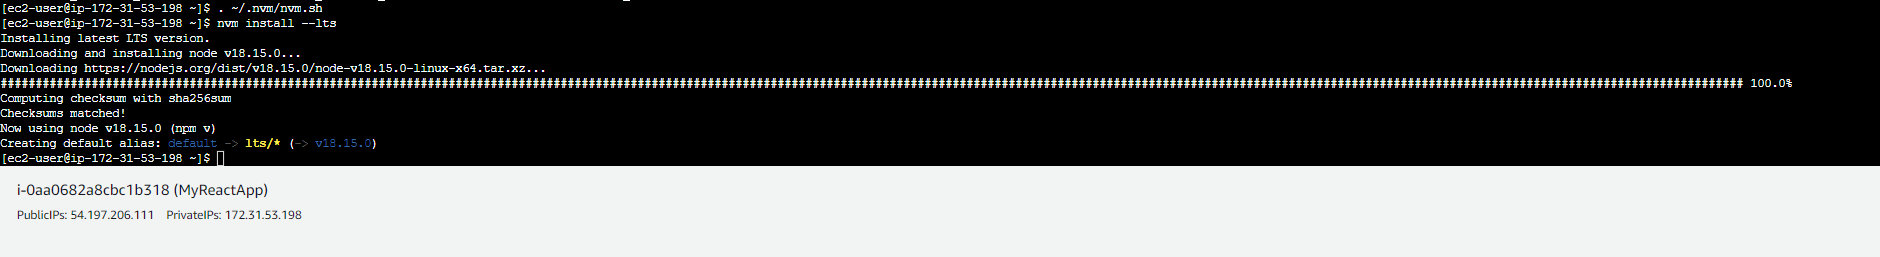 [ec2-user@ip-172-31-53-198 ~]$ . ~/.nvm/nvm.sh
[ec2-user@ip-172-31-53-198 ~]$ nvm install --lts
Installing latest LTS version.
Downloading and installing node v18.15.0...
Downloading https://nodejs.org/dist/v18.15.0/node-v18.15.0-linux-x64.tar.xz...
######################################################################################################################################################################################################################################################### 100.0%
Computing checksum with sha256sum
Checksums matched!
Now using node v18.15.0 (npm v)
Creating default alias: default -> lts/* (-> v18.15.0)
[ec2-user@ip-172-31-53-198 ~]$
i-0aa0682a8cbc1b318 (MyReactApp)
PublicIPs: 54.197.206.111 PrivateIPs: 172.31.53.198